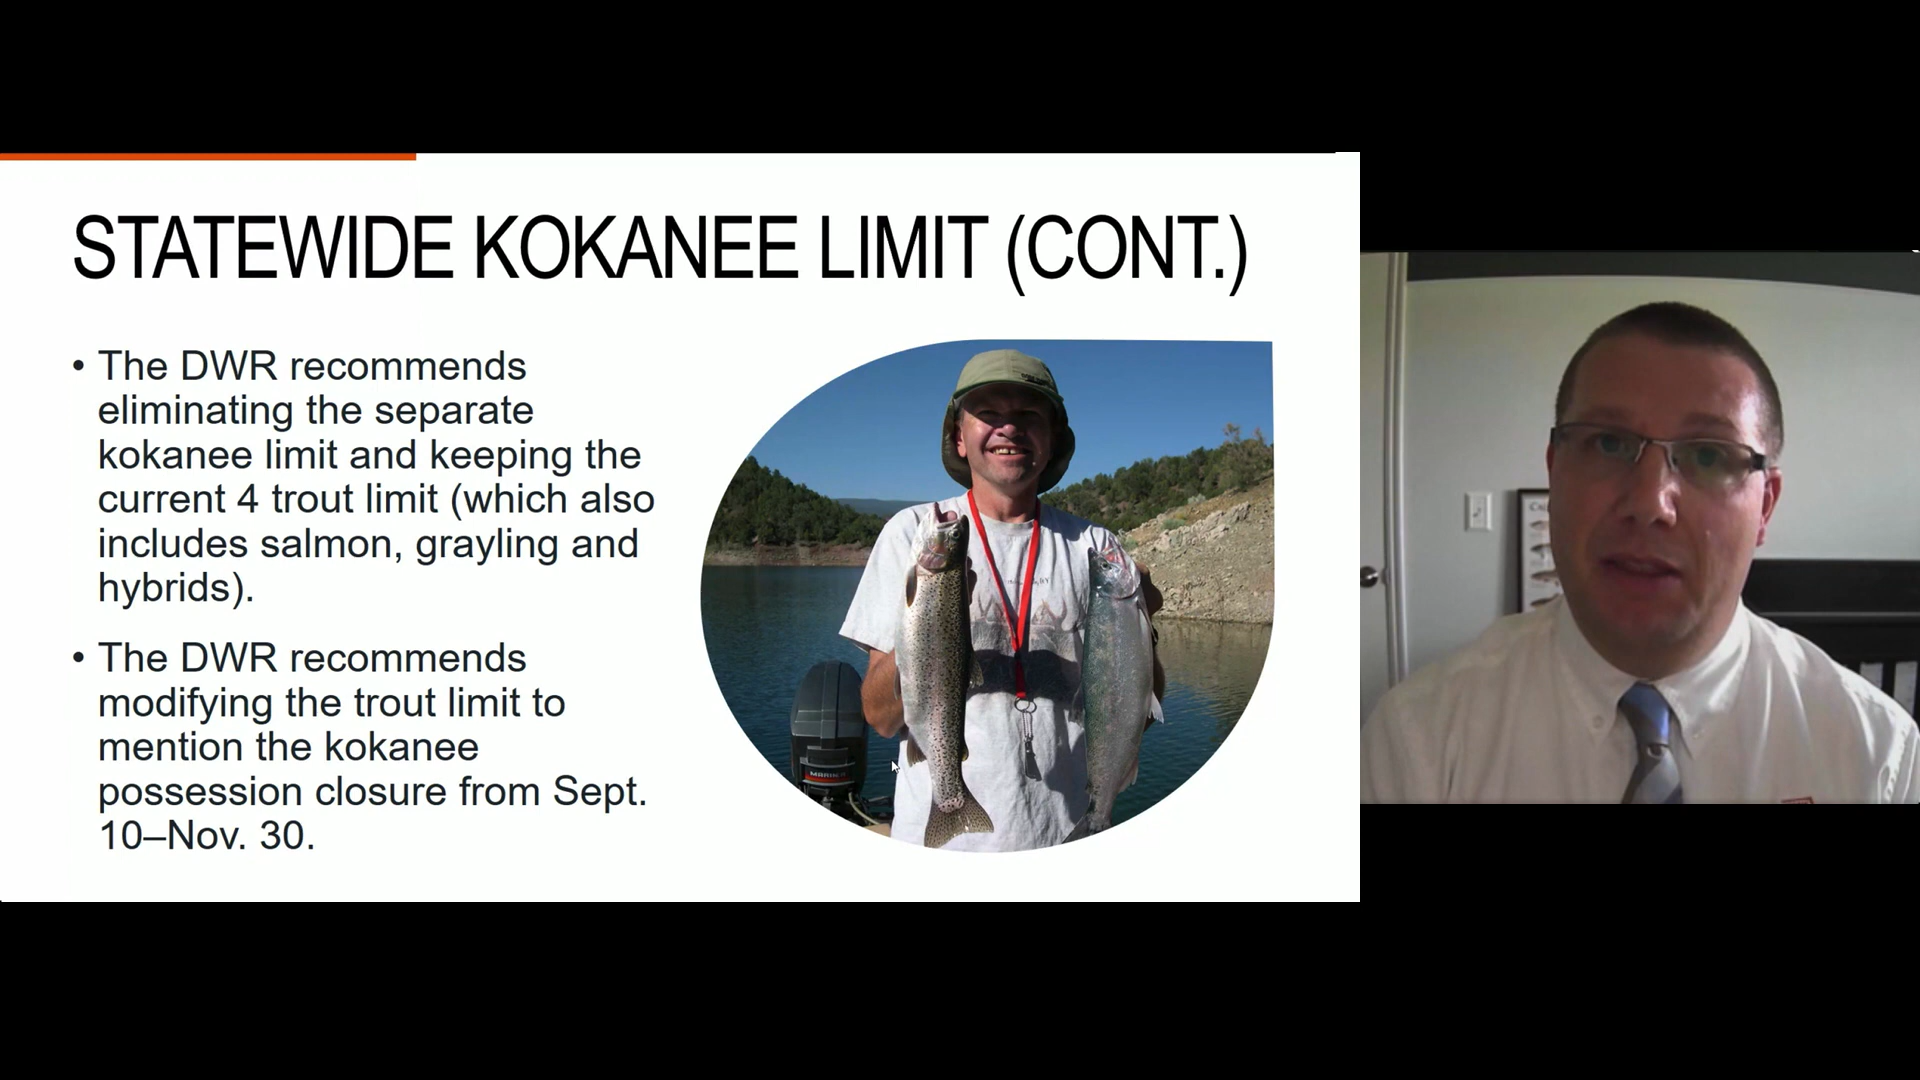 STATEWIDE KOKANEE LIMIT (CONT.)
• The DWR recommends
eliminating the separate
kokanee limit and keeping the
current 4 trout limit (which also
includes salmon, grayling and
hybrids).
• The DWR recommends
modifying the trout limit to
mention the kokanee
possession closure from Sept.
10–Nov. 30.
MARINER